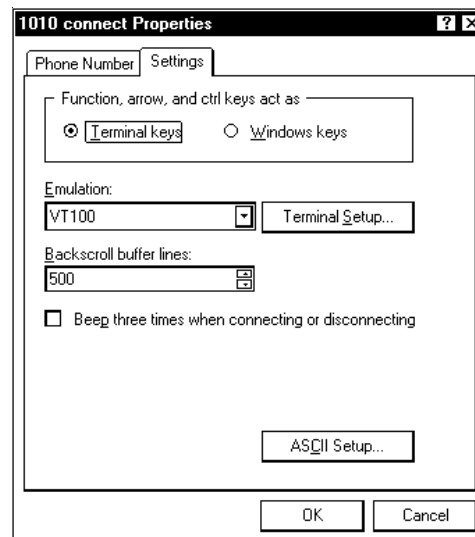 1010 connect Properties
Phone Number Settings
Function, arrow, and ctrl keys act as
Terminal keys Windows keys
Emulation:
VT100 Terminal Setup...
Backscroll buffer lines:
500
Beep three times when connecting or disconnecting
ASCII Setup...
OK Cancel